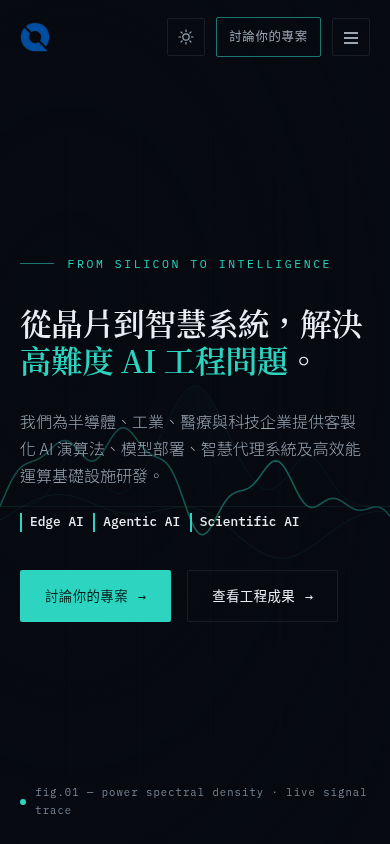 討論你的專案
FROM SILICON TO INTELLIGENCE
從晶片到智慧系統，解決
高難度 AI 工程問題。
我們為半導體、工業、醫療與科技企業提供客製
化 AI 演算法、模型部署、智慧代理系統及高效能
運算基礎設施研發。
Edge AI Agentic AI Scientific AI
討論你的專案 → 查看工程成果 →
fig.01 — power spectral density · live signal
trace